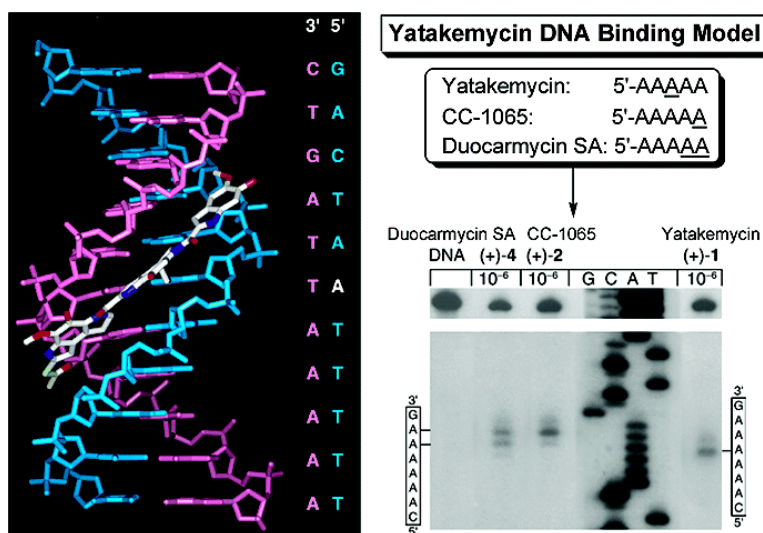 3' 5'
C G
T A
G C
A T
T A
T A
A T
A T
A T
A T
A T
Yatakemycin DNA Binding Model
Yatakemycin: 5'-AAAAA
CC-1065: 5'-AAAAA
Duocarmycin SA: 5'-AAAAA
Duocarmycin SA CC-1065 Yatakemycin
DNA (+)-4 (+)-2 (+)-1
10⁻⁶ 10⁻⁶ G C A T 10⁻⁶
3'
G
A
A
A
A
A
A
C
5'
3'
G
A
A
A
A
A
A
C
5'